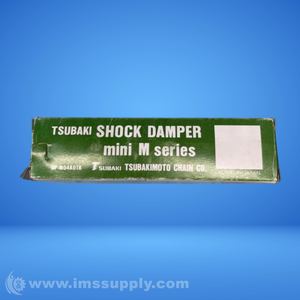 TSUBAKI SHOCK DAMPER
mini M series
TSUBAKI TSUBAKIMOTO CHAIN CO.
© www.imssupply.com